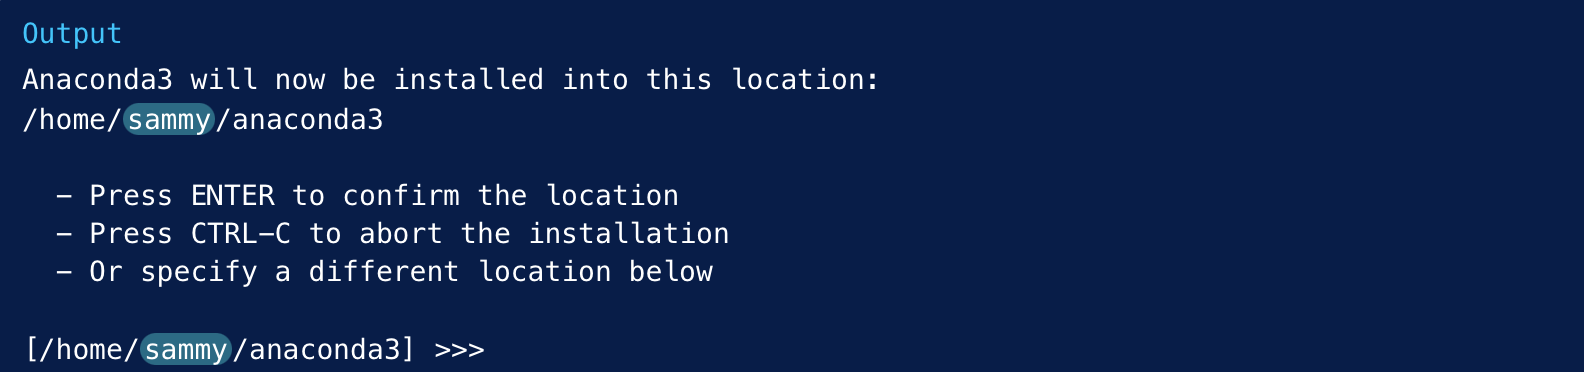 Output
Anaconda3 will now be installed into this location:
/home/sammy/anaconda3
- Press ENTER to confirm the location
- Press CTRL-C to abort the installation
- Or specify a different location below
[/home/sammy/anaconda3] >>>